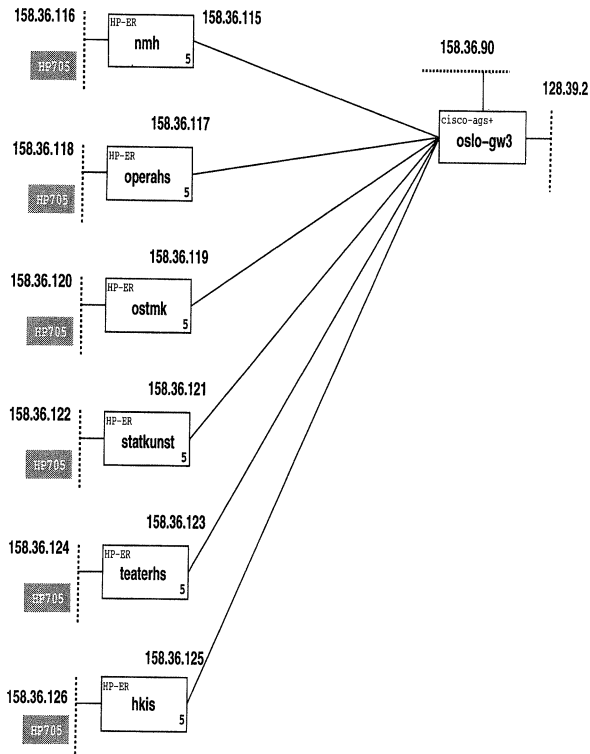 158.36.116
HP-ER
nmh
5
158.36.115
HP705
158.36.90
128.39.2
cisco-ags+
oslo-gw3
158.36.117
158.36.118
HP-ER
operahs
5
HP705
158.36.119
158.36.120
HP-ER
ostmk
5
HP705
158.36.121
158.36.122
HP-ER
statkunst
5
HP705
158.36.123
158.36.124
HP-ER
teaterhs
5
HP705
158.36.125
158.36.126
HP-ER
hkis
5
HP705